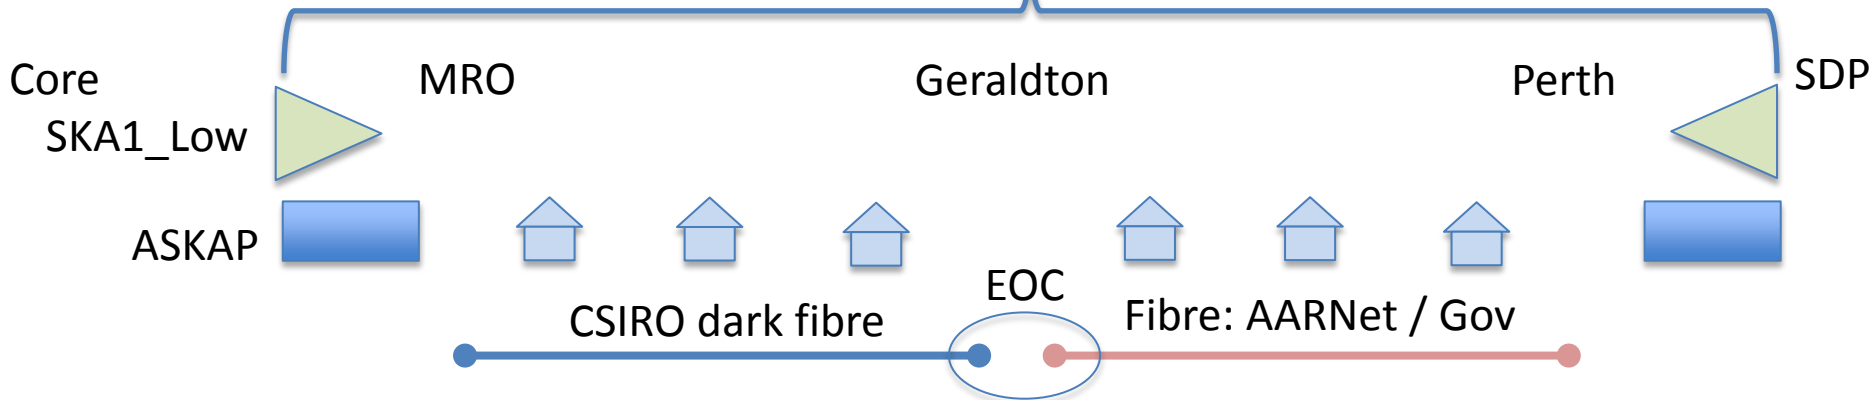 Core
MRO
Geraldton
Perth
SDP
SKA1_Low
ASKAP
EOC
CSIRO dark fibre
Fibre: AARNet / Gov